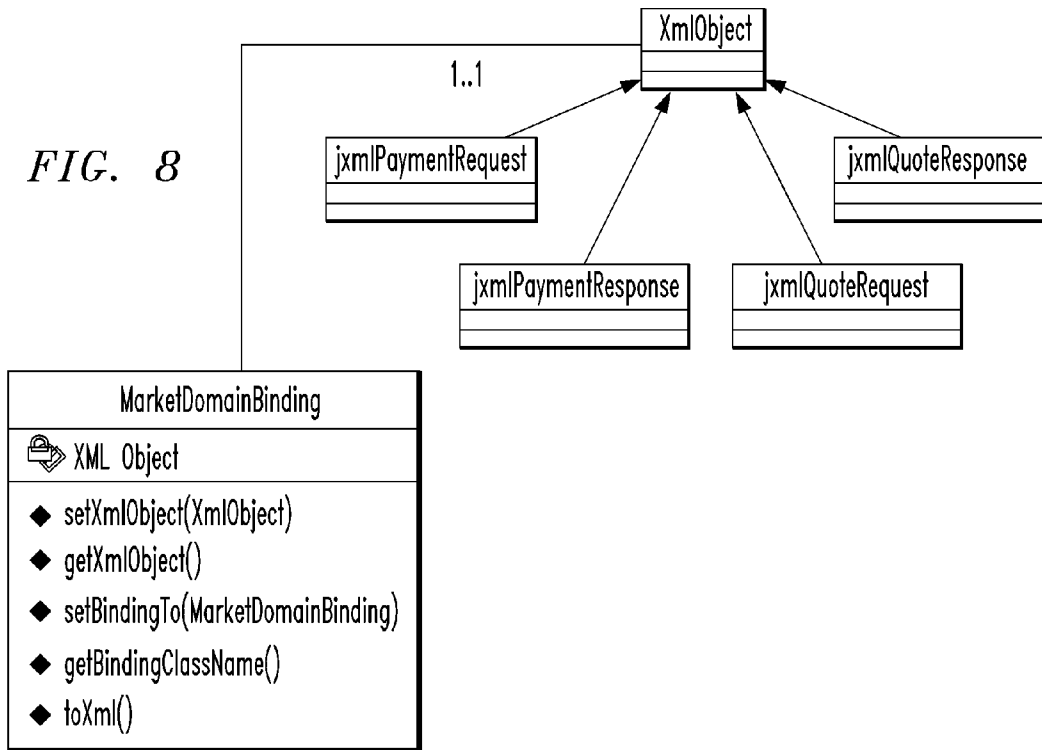 XmlObject
1..1
FIG. 8
jxmlPaymentRequest
jxmlQuoteResponse
jxmlPaymentResponse
jxmlQuoteRequest
MarketDomainBinding
XML Object
setXmlObject(XmlObject)
getXmlObject()
setBindingTo(MarketDomainBinding)
getBindingClassName()
toXml()